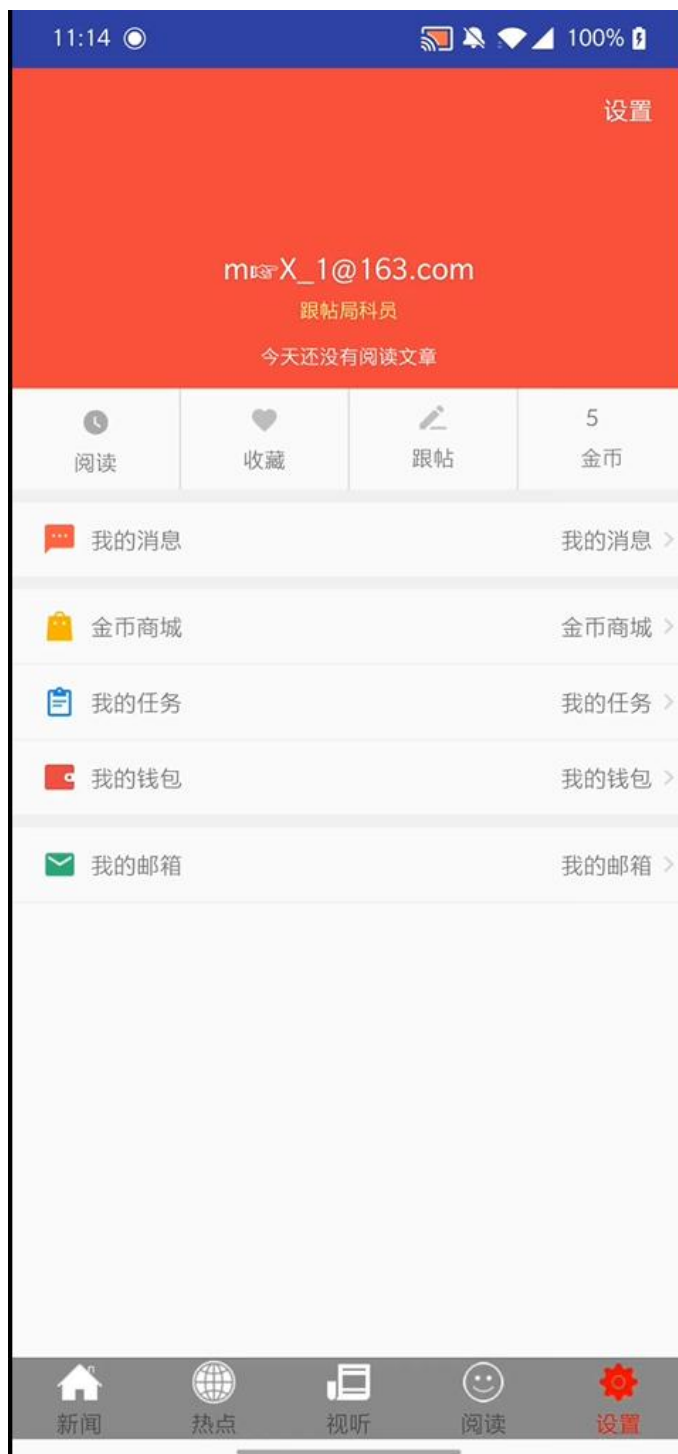 11:14 100%
设置
m☞X_1@163.com
跟帖局科员
今天还没有阅读文章
5
阅读 收藏 跟帖 金币
我的消息 我的消息
金币商城 金币商城
我的任务 我的任务
我的钱包 我的钱包
我的邮箱 我的邮箱
新闻 热点 视听 阅读 设置